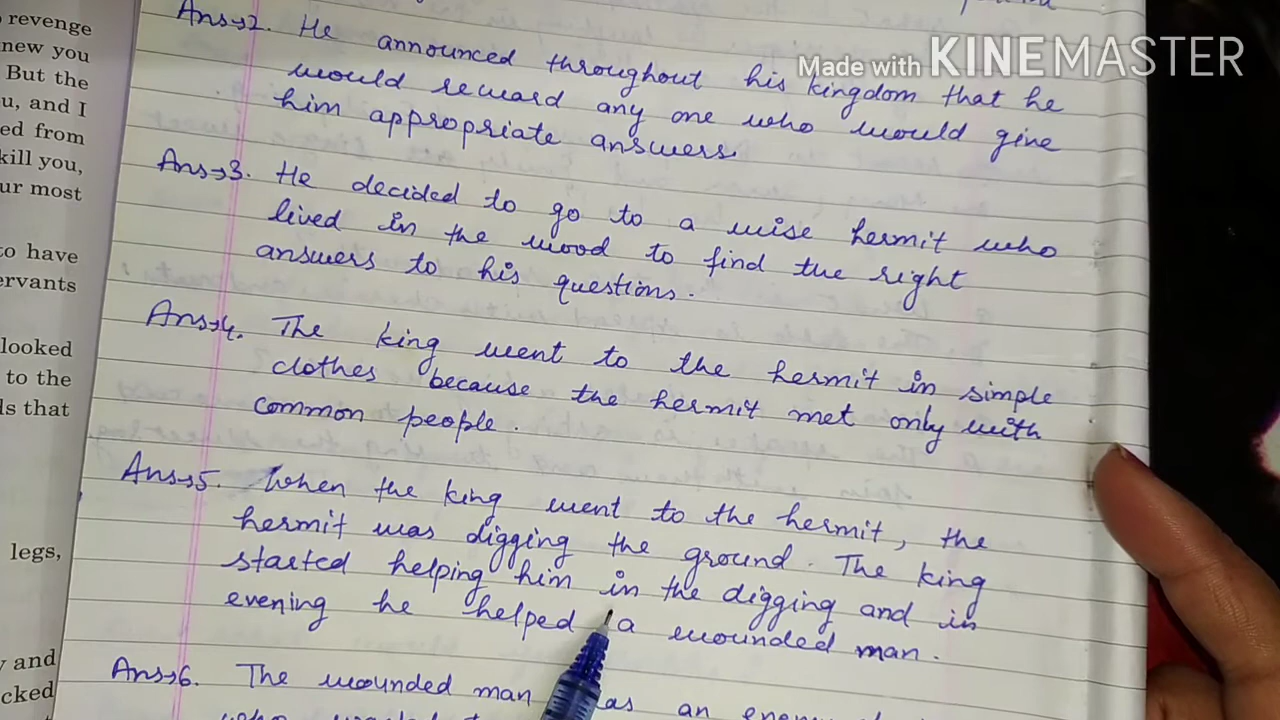 revenge
new you
But the
u, and I
ed from
kill you,
ur most
to have
ervants
looked
to the
ls that
legs,
y and
cked
Made with KINEMASTER
Ans→2. He announced throughout his kingdom that he
would reward any one who would give
him appropriate answers.
Ans→3. He decided to go to a wise hermit who
lived in the wood to find the right
answers to his questions.
Ans→4. The king went to the hermit in simple
clothes because the hermit met only with
common people.
Ans→5. When the king went to the hermit, the
hermit was digging the ground. The king
started helping him in the digging and in
evening he helped a wounded man.
Ans→6. The wounded man as an